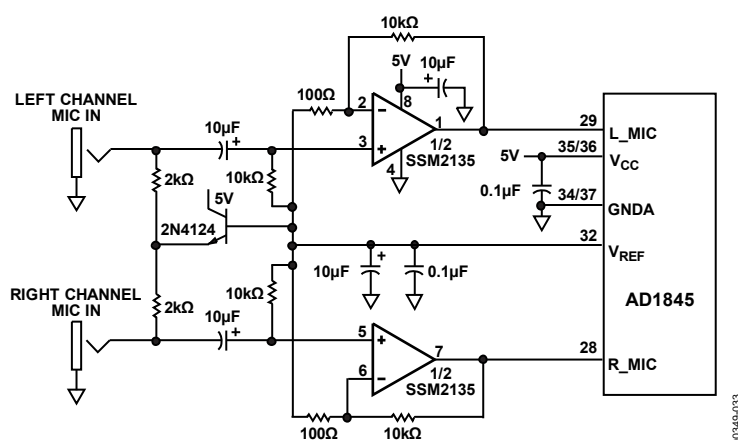 10kΩ
5V
10µF
+
100Ω
LEFT CHANNEL
MIC IN
2
−
8
10µF
+
1
29
L_MIC
3
+
1/2
SSM2135
4
5V
35/36
VCC
2kΩ
10kΩ
0.1µF
34/37
GNDA
5V
2N4124
32
VREF
10µF
+
0.1µF
AD1845
RIGHT CHANNEL
MIC IN
2kΩ
10kΩ
10µF
+
5
+
7
28
R_MIC
6
−
1/2
SSM2135
100Ω
10kΩ
00349-033